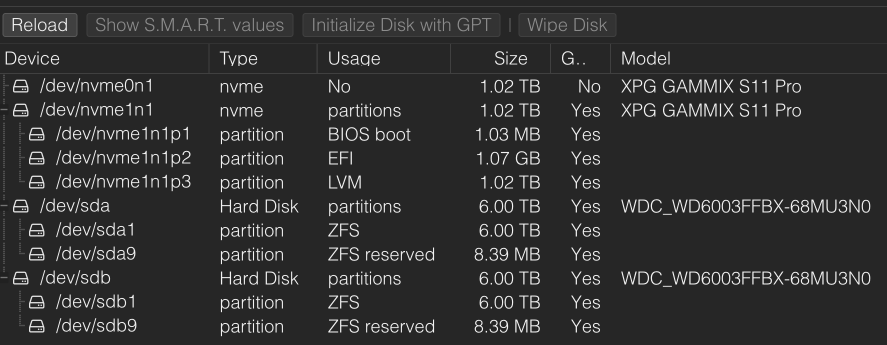 Reload Show S.M.A.R.T. values Initialize Disk with GPT | Wipe Disk
Device Type Usage Size G.. Model
/dev/nvme0n1 nvme No 1.02 TB No XPG GAMMIX S11 Pro
/dev/nvme1n1 nvme partitions 1.02 TB Yes XPG GAMMIX S11 Pro
/dev/nvme1n1p1 partition BIOS boot 1.03 MB Yes
/dev/nvme1n1p2 partition EFI 1.07 GB Yes
/dev/nvme1n1p3 partition LVM 1.02 TB Yes
/dev/sda Hard Disk partitions 6.00 TB Yes WDC_WD6003FFBX-68MU3N0
/dev/sda1 partition ZFS 6.00 TB Yes
/dev/sda9 partition ZFS reserved 8.39 MB Yes
/dev/sdb Hard Disk partitions 6.00 TB Yes WDC_WD6003FFBX-68MU3N0
/dev/sdb1 partition ZFS 6.00 TB Yes
/dev/sdb9 partition ZFS reserved 8.39 MB Yes